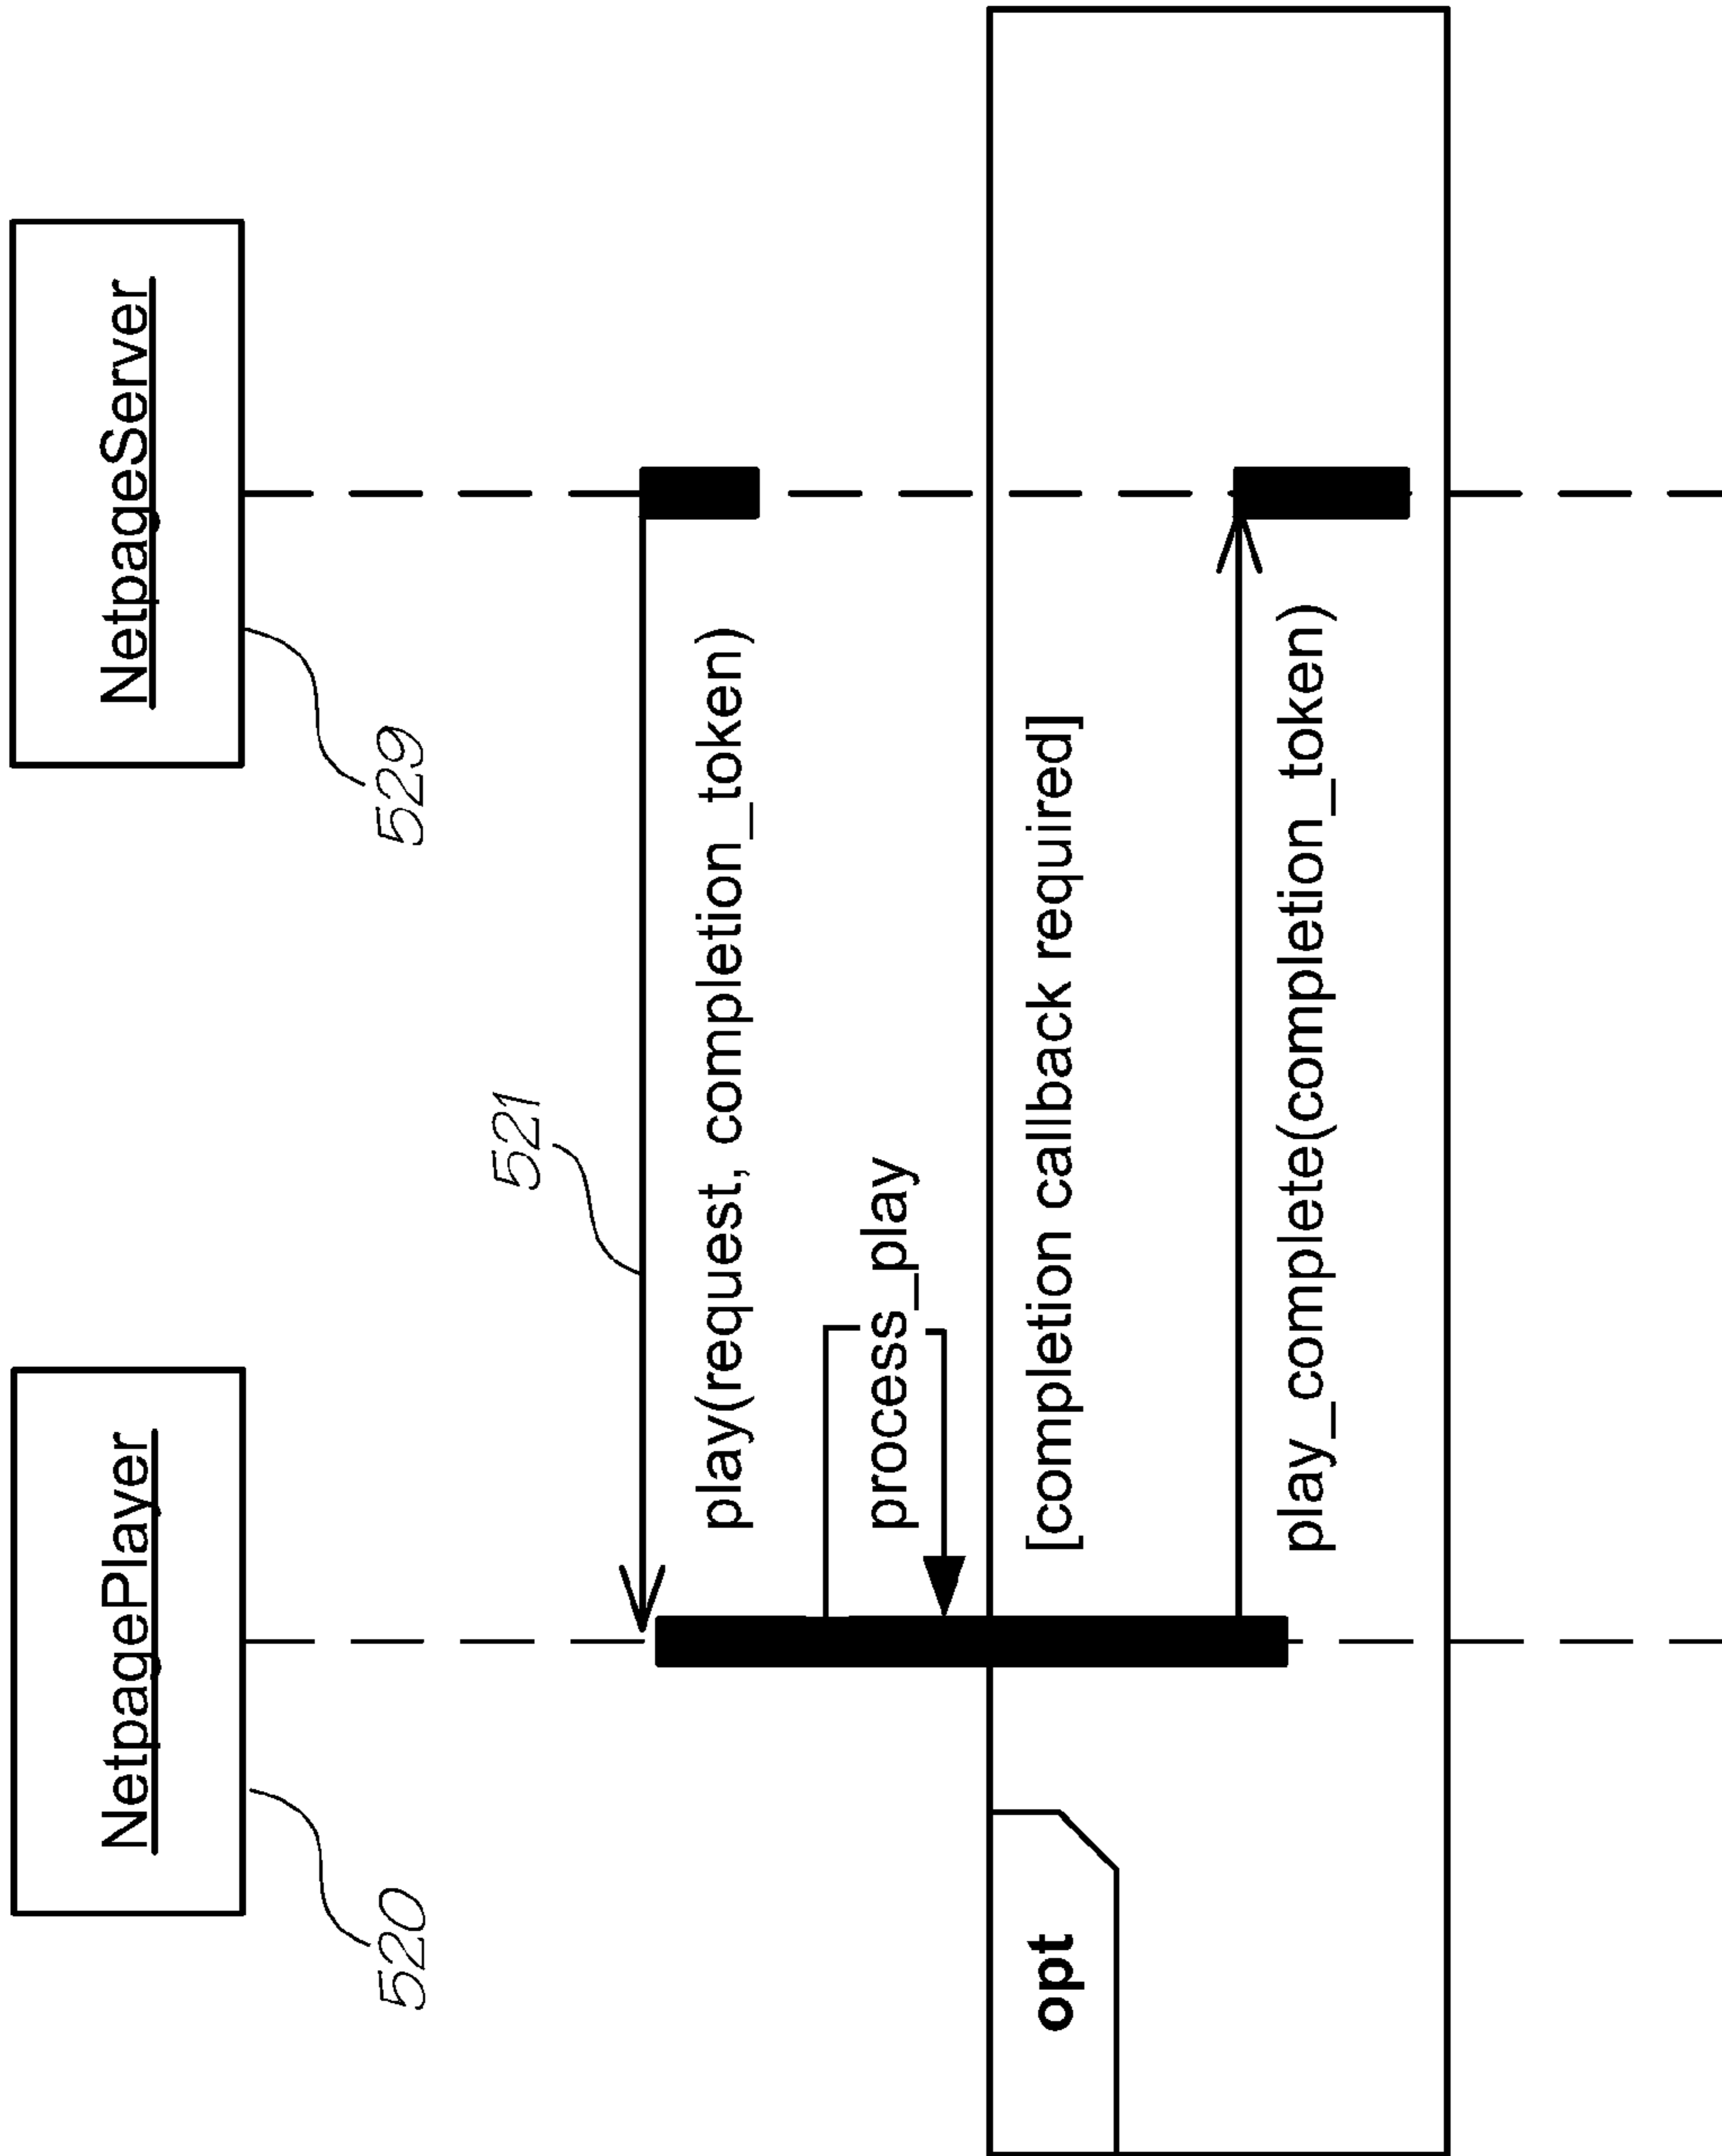 NetpagePlayer
NetpageServer
520
529
521
play(request, completion_token)
process_play
opt
[completion callback required]
play_complete(completion_token)